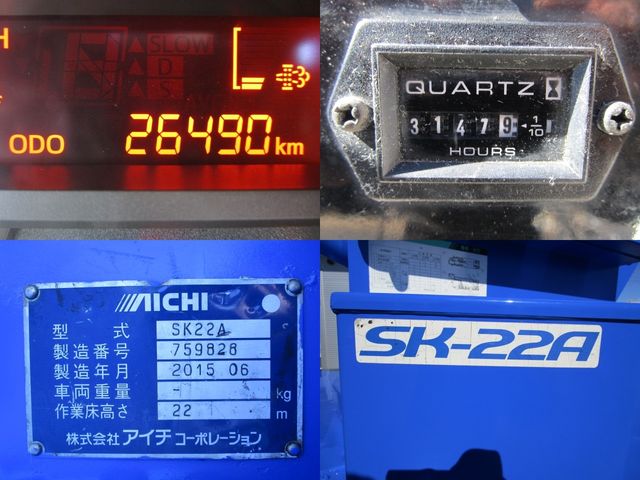 SLOW
D
S
ODO 26490 km
QUARTZ
31479 1/10
HOURS
AICHI
型式 SK22A
製造番号 759828
製造年月 2015 06
車両重量 - kg
作業床高さ 22 m
株式会社 アイチ コーポレーション
SK-22A